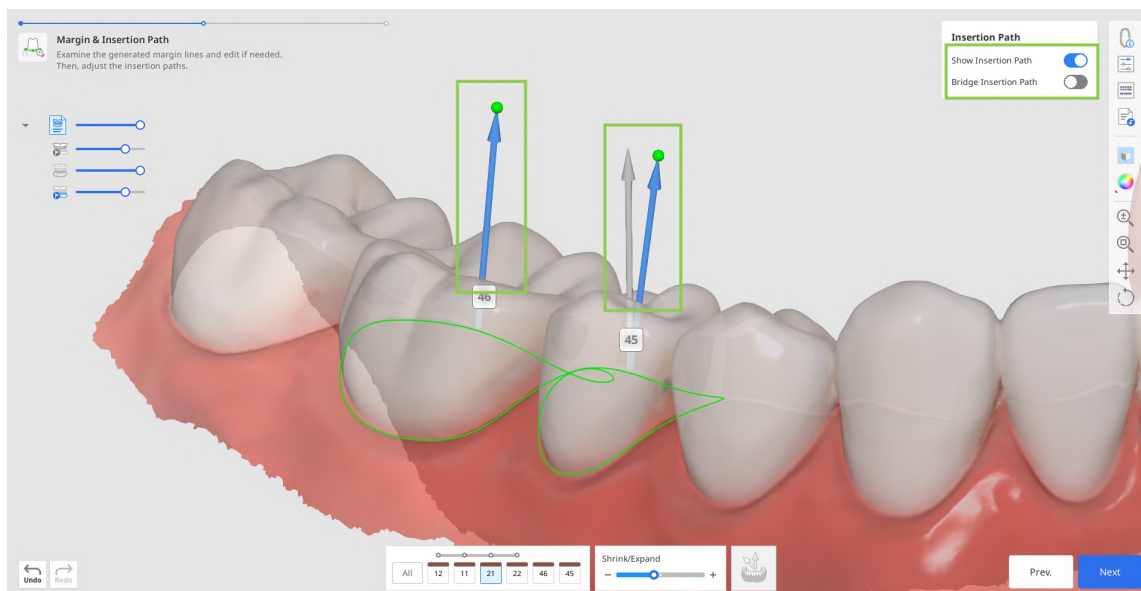 Margin & Insertion Path
Examine the generated margin lines and edit if needed.
Then, adjust the insertion paths.
Insertion Path
Show Insertion Path
Bridge Insertion Path
46
45
Shrink/Expand
All
12
11
21
22
46
45
− +
Undo
Redo
Prev.
Next